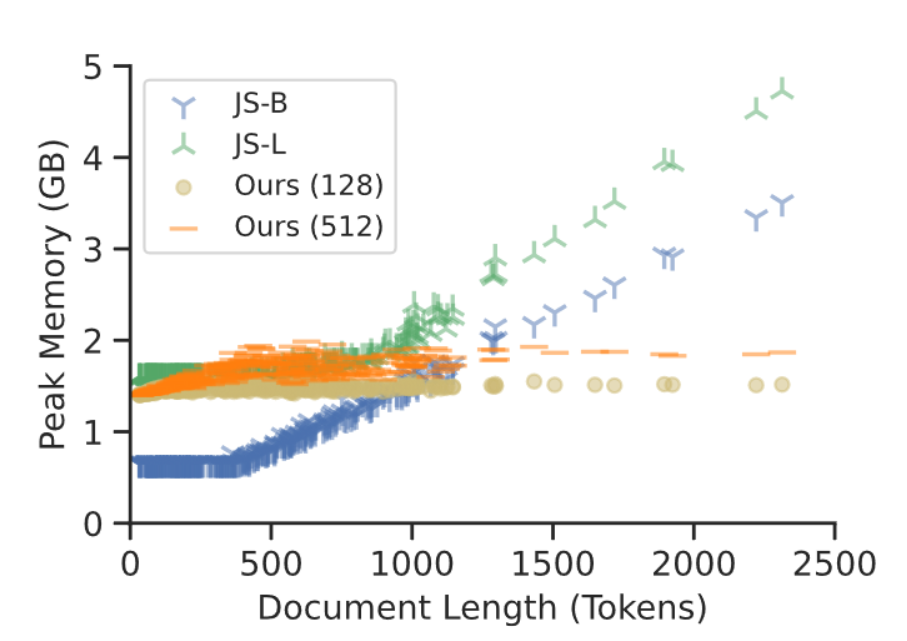 5
4
3
2
1
0
Peak Memory (GB)
JS-B
JS-L
Ours (128)
Ours (512)
0 500 1000 1500 2000 2500
Document Length (Tokens)